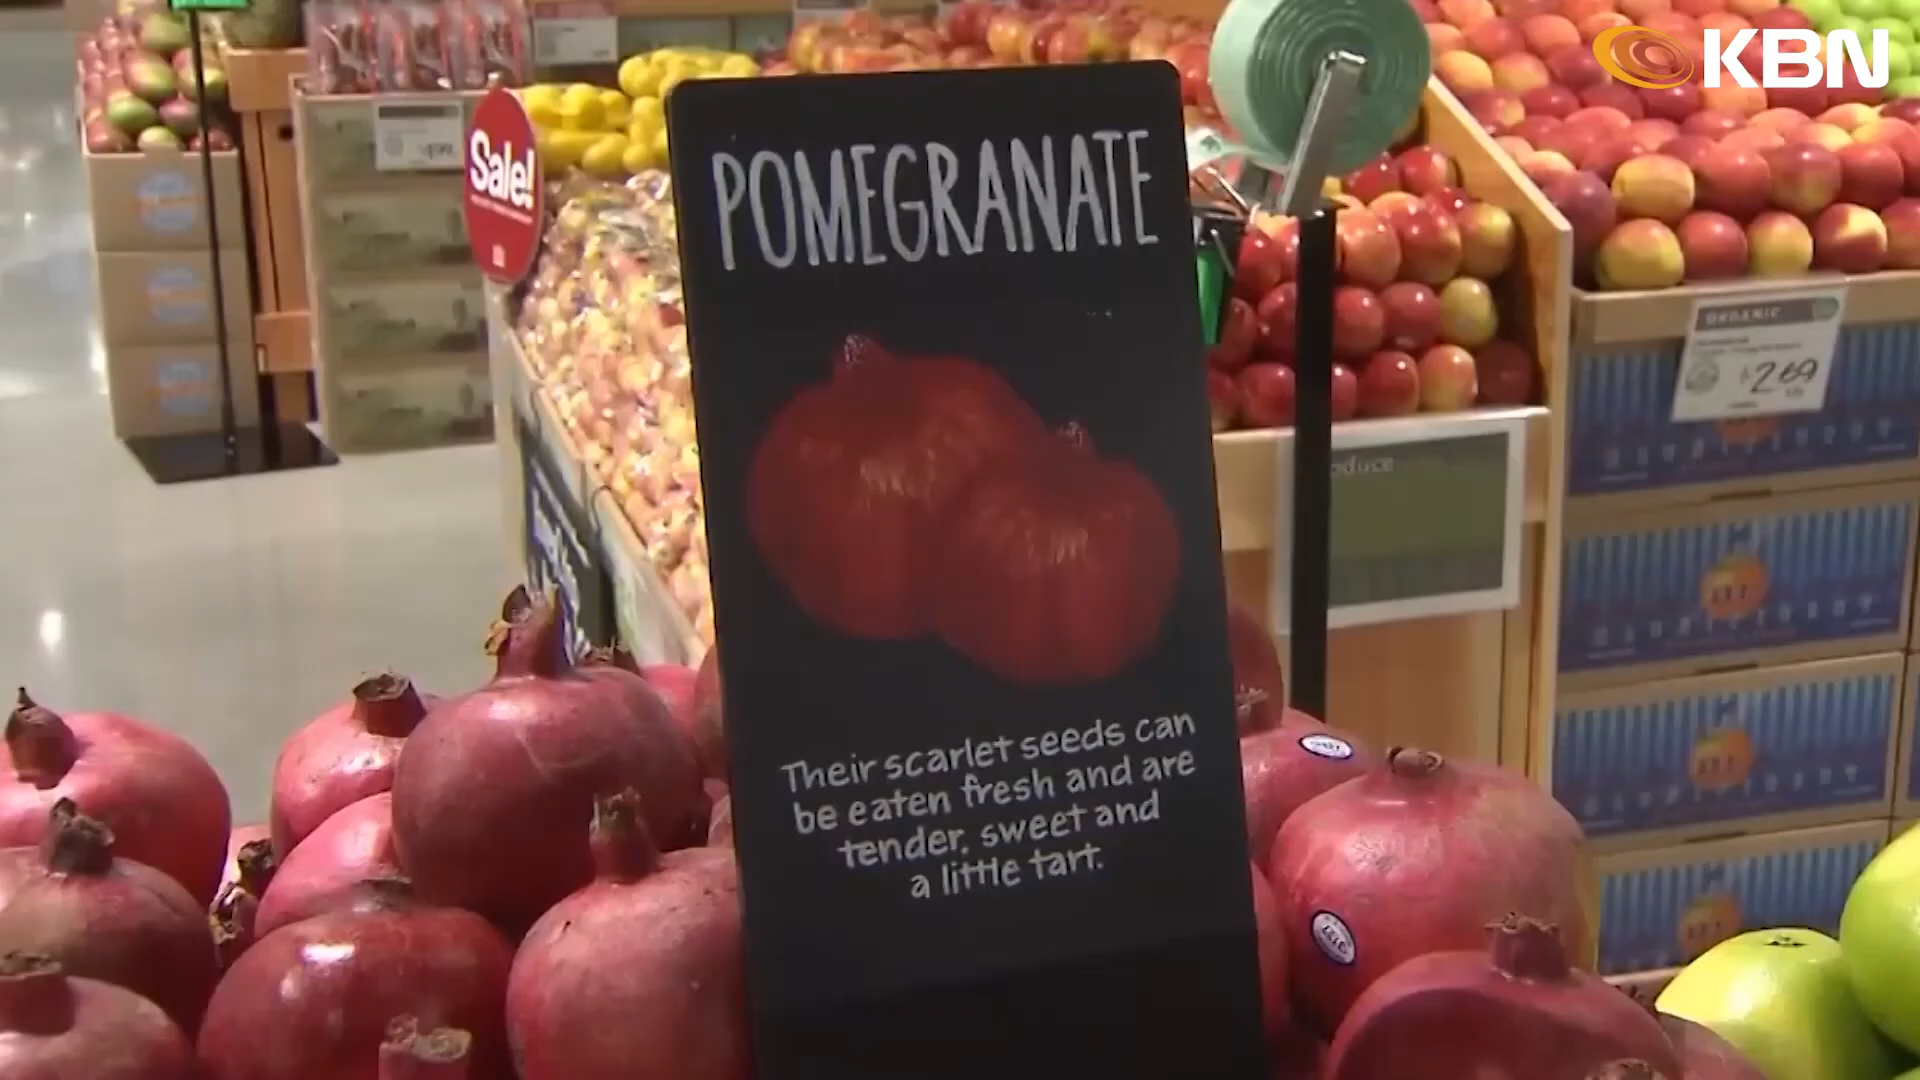 KBN
Sale!
POMEGRANATE
Their scarlet seeds can
be eaten fresh and are
tender, sweet and
a little tart.
ORGANIC
$2.69
oduce